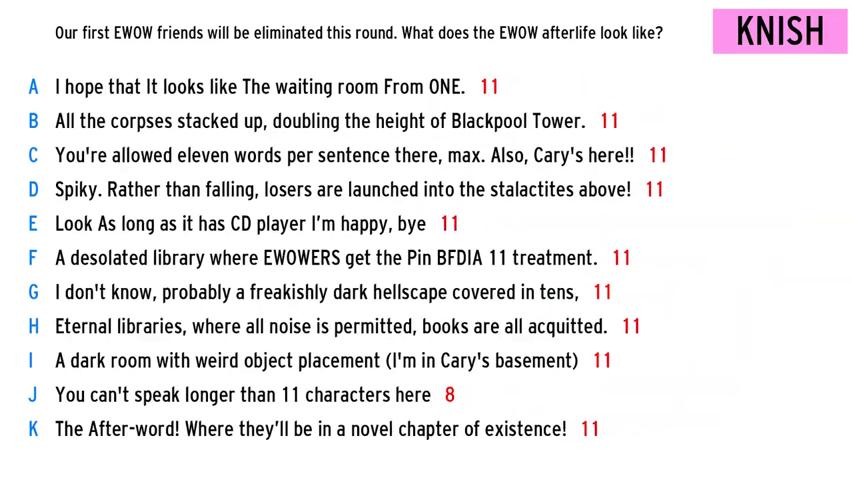 Our first EWOW friends will be eliminated this round. What does the EWOW afterlife look like?
KNISH
A I hope that It looks like The waiting room From ONE. 11
B All the corpses stacked up, doubling the height of Blackpool Tower. 11
C You're allowed eleven words per sentence there, max. Also, Cary's here!! 11
D Spiky. Rather than falling, losers are launched into the stalactites above! 11
E Look As long as it has CD player I'm happy, bye 11
F A desolated library where EWOWERS get the Pin BFDIA 11 treatment. 11
G I don't know, probably a freakishly dark hellscape covered in tens, 11
H Eternal libraries, where all noise is permitted, books are all acquitted. 11
I A dark room with weird object placement (I'm in Cary's basement) 11
J You can't speak longer than 11 characters here 8
K The After-word! Where they'll be in a novel chapter of existence! 11